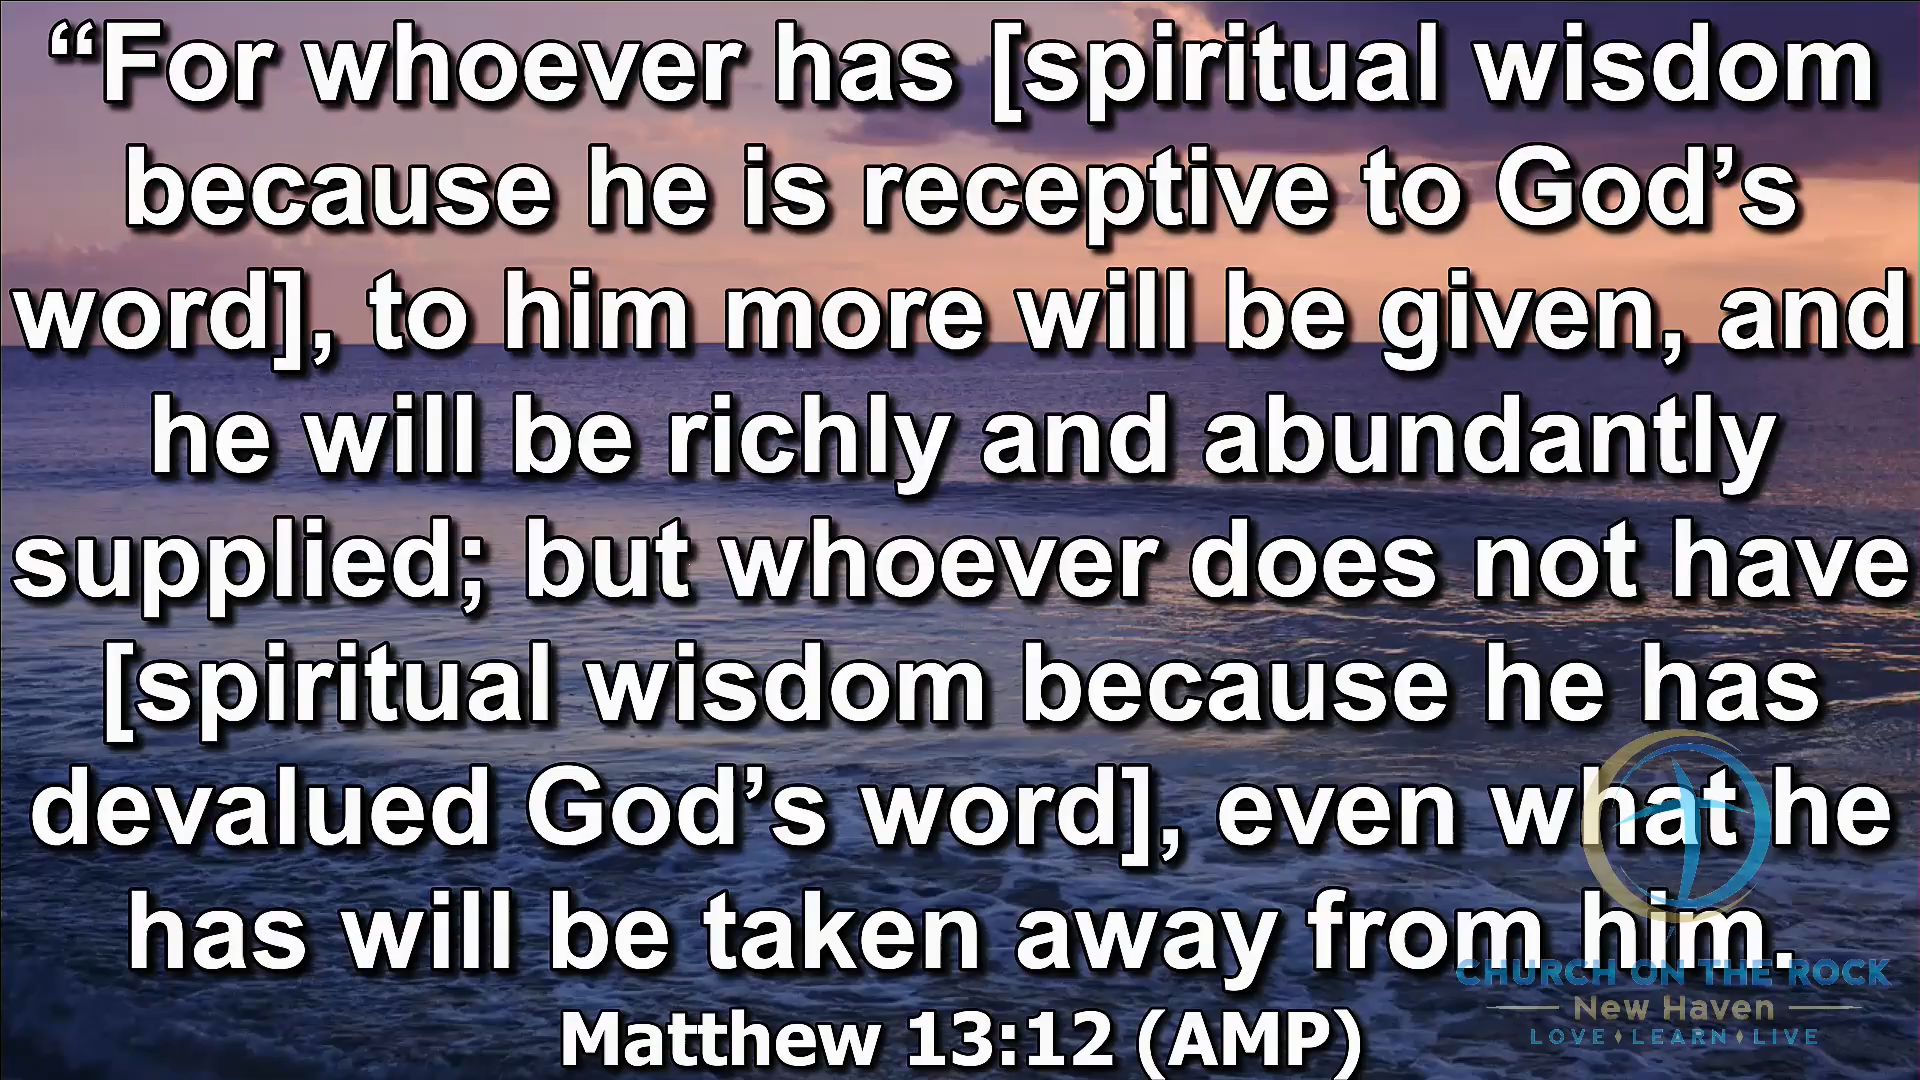 “For whoever has [spiritual wisdom
because he is receptive to God’s
word], to him more will be given, and
he will be richly and abundantly
supplied; but whoever does not have
[spiritual wisdom because he has
devalued God’s word], even what he
has will be taken away from him.
Matthew 13:12 (AMP)
CHURCH ON THE ROCK
New Haven
LOVE LEARN LIVE